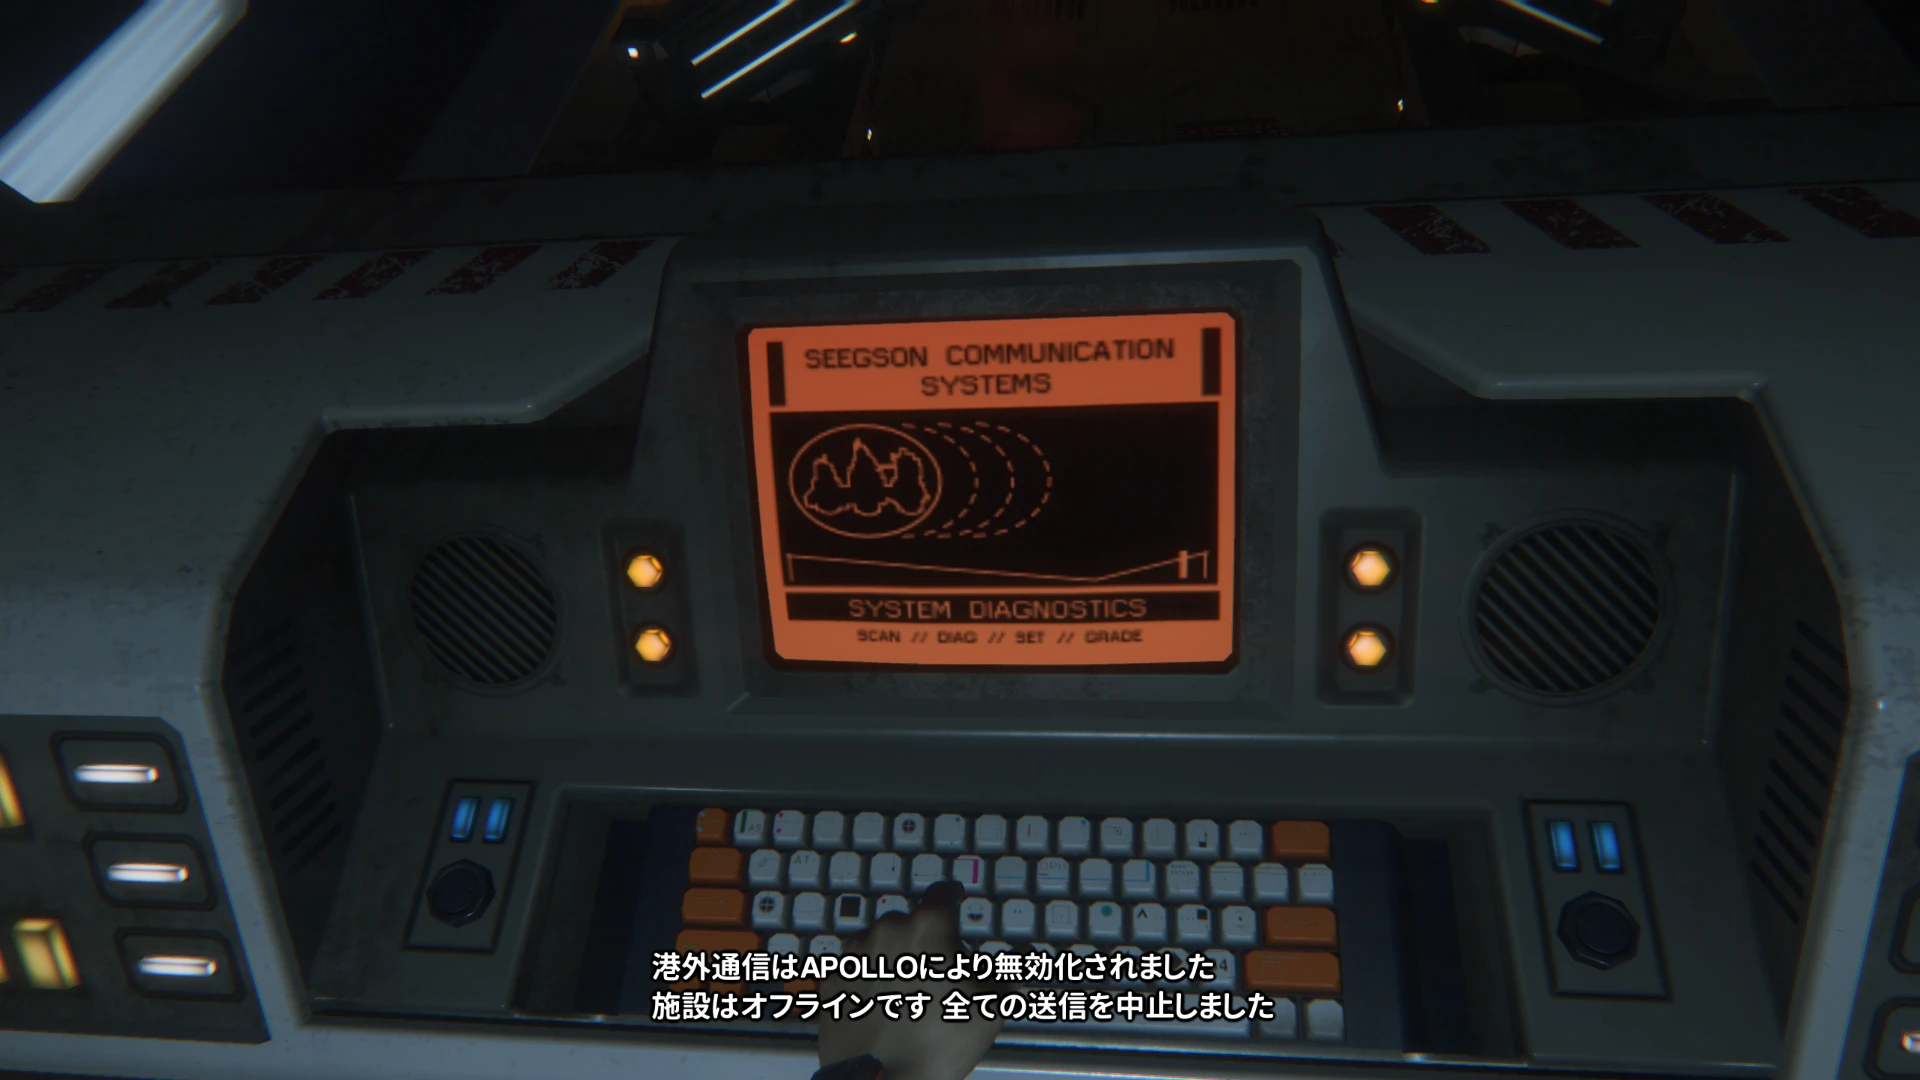 SEEGSON COMMUNICATION
SYSTEMS
SYSTEM DIAGNOSTICS
SCAN // DIAG // SET // GRADE
港外通信はAPOLLOにより無効化されました
施設はオフラインです 全ての送信を中止しました